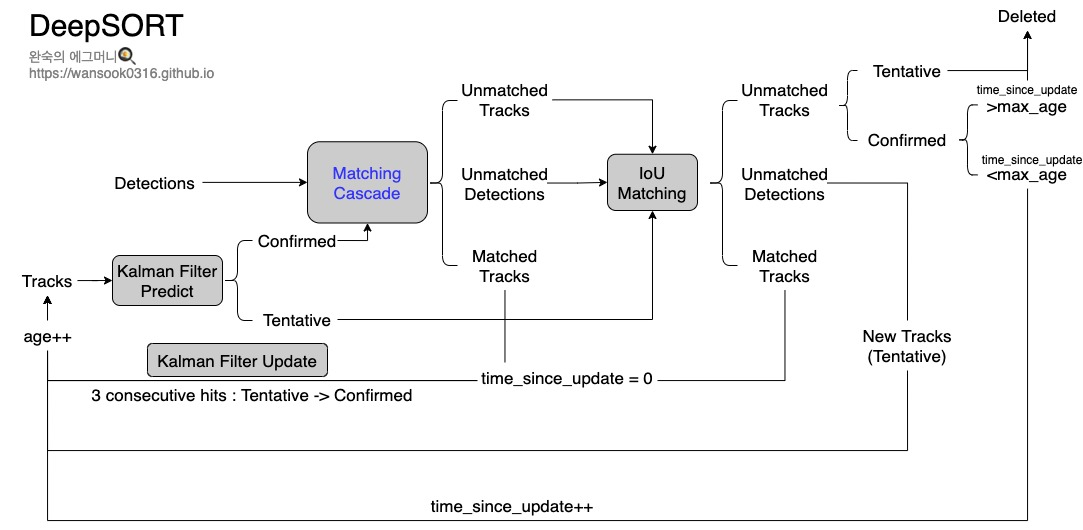 DeepSORT
완숙의 에그머니🍳
https://wansook0316.github.io
Deleted
Tentative
time_since_update
>max_age
Confirmed
time_since_update
<max_age
Unmatched
Tracks
Unmatched
Tracks
Detections
Matching
Cascade
Unmatched
Detections
IoU
Matching
Unmatched
Detections
Confirmed
Matched
Tracks
Matched
Tracks
Tracks
Kalman Filter
Predict
Tentative
age++
Kalman Filter Update
New Tracks
(Tentative)
time_since_update = 0
3 consecutive hits : Tentative -> Confirmed
time_since_update++